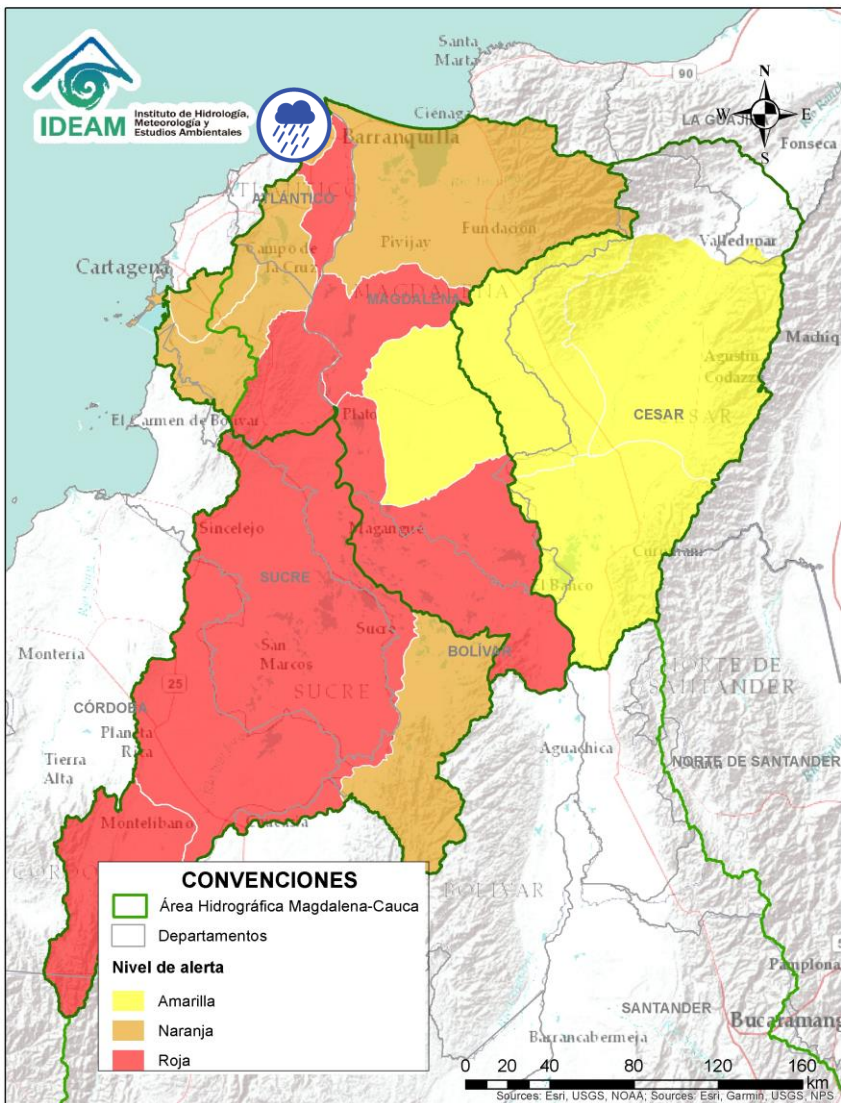 IDEAM
Instituto de Hidrología,
Meteorología y
Estudios Ambientales
Santa
Marta
90
N
W
E
S
LA GUAJIRA
Ciénaga
Barranquilla
Fonseca
ATLÁNTICO
Pivijay
Fundación
Valledupar
Cartagena
Campo de
la Cruz
MAGDALENA
Agustín
Codazzi
El Carmen de Bolívar
Plato
CESAR
Sincelejo
Magangué
SUCRE
El Banco
San
Marcos
Sucre
BOLÍVAR
Montería
SUCRE
25
NORTE DE
SANTANDER
CÓRDOBA
Planeta
Rica
Aguachica
NORTE DE SANTANDER
Tierra
Alta
Montelíbano
BOLÍVAR
CONVENCIONES
Área Hidrográfica Magdalena-Cauca
Departamentos
Nivel de alerta
Amarilla
Naranja
Roja
Pamplona
SANTANDER
Bucaramang
Barrancabermeja
0 20 40 80 120 160
km
Sources: Esri, USGS, NOAA; Sources: Esri, Garmin, USGS, NPS